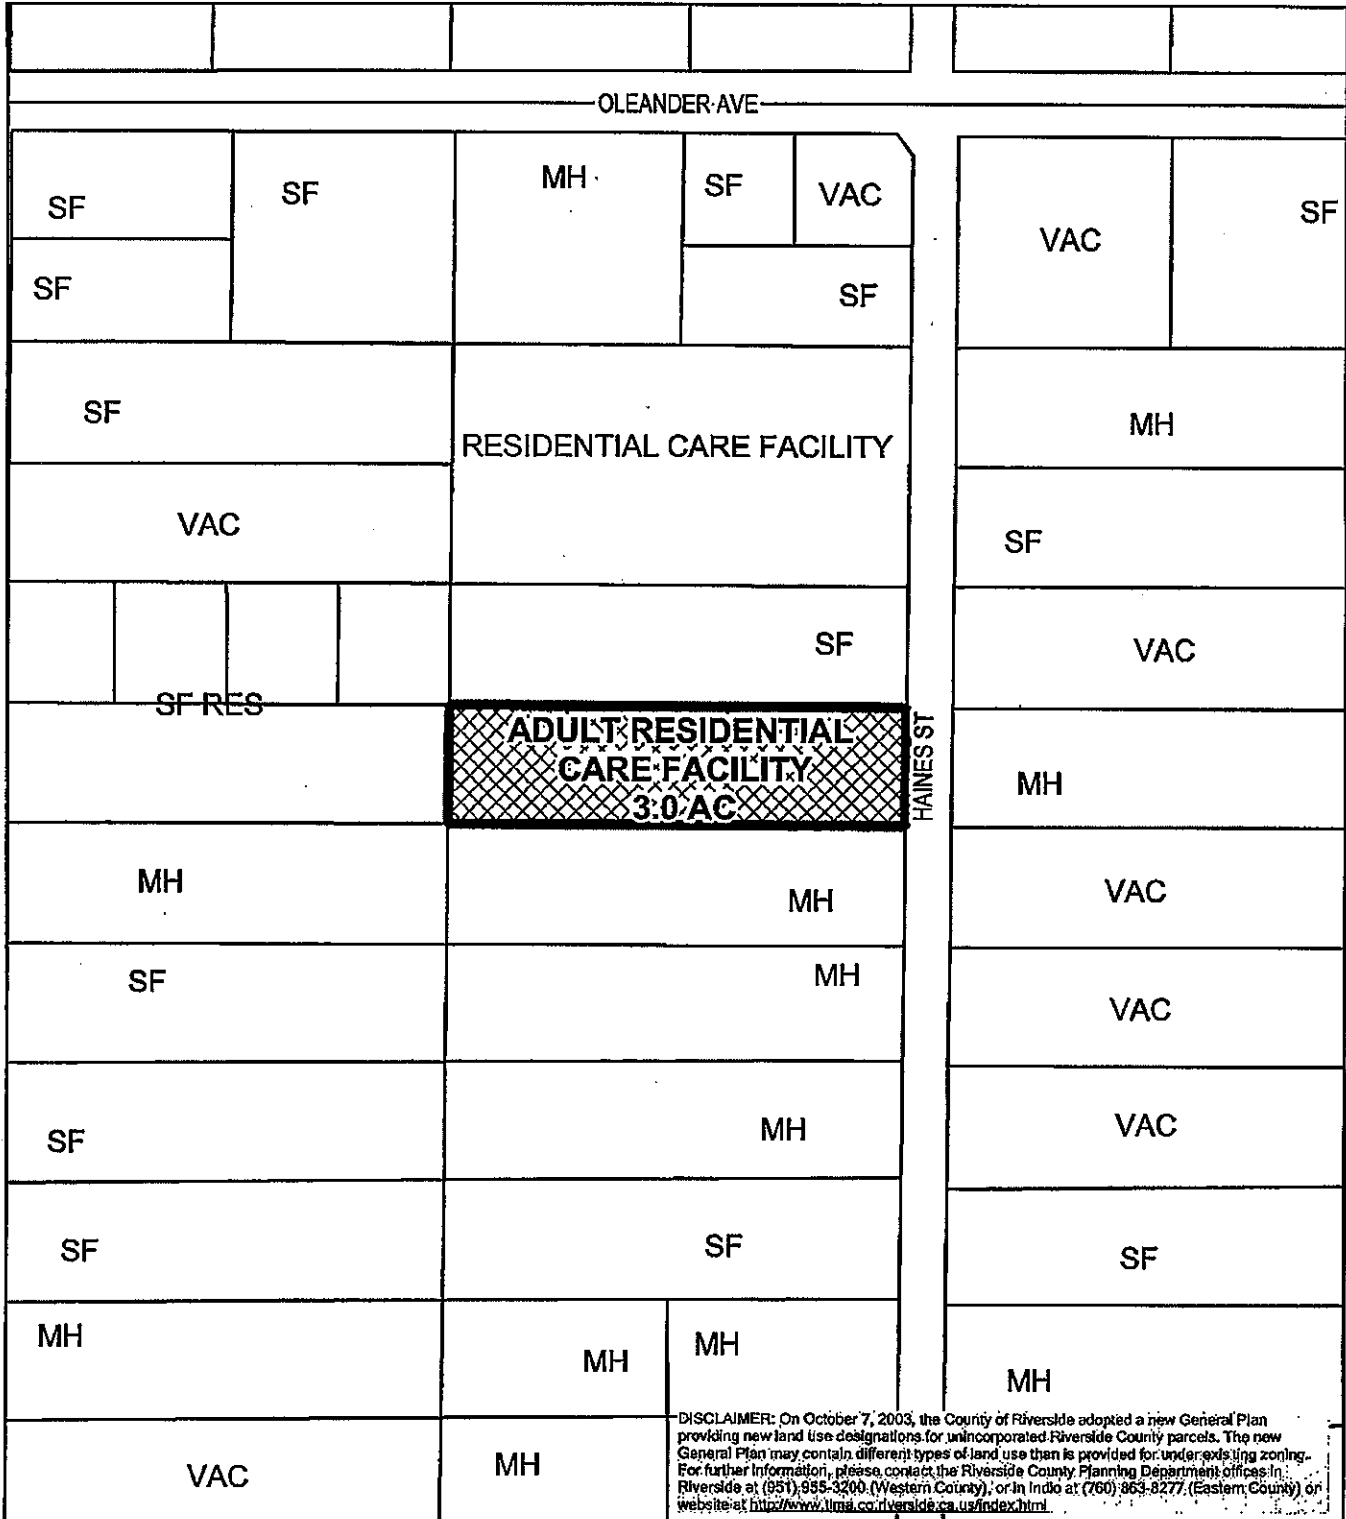 OLEANDER AVE
SF
SF
MH
SF
VAC
VAC
SF
SF
SF
SF
RESIDENTIAL CARE FACILITY
MH
VAC
SF
SF
VAC
SF RES
ADULT RESIDENTIAL
CARE FACILITY
3.0 AC
HAINES ST
MH
MH
MH
VAC
SF
MH
VAC
SF
MH
VAC
SF
SF
SF
MH
MH
MH
MH
VAC
MH
DISCLAIMER: On October 7, 2003, the County of Riverside adopted a new General Plan
providing new land use designations for unincorporated Riverside County parcels. The new
General Plan may contain different types of land use than is provided for under existing zoning.
For further information, please contact the Riverside County Planning Department offices in
Riverside at (951) 955-3200 (Western County), or in Indio at (760) 863-8277 (Eastern County) or
website at http://www.tlma.co.riverside.ca.us/index.html